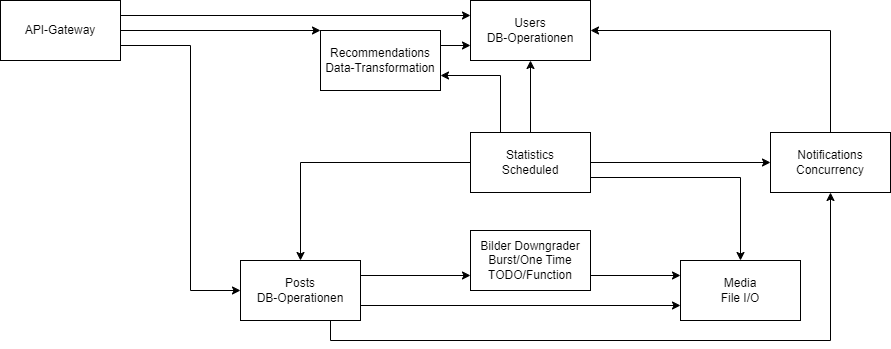 API-Gateway
Users
DB-Operationen
Recommendations
Data-Transformation
Statistics
Scheduled
Notifications
Concurrency
Bilder Downgrader
Burst/One Time
TODO/Function
Posts
DB-Operationen
Media
File I/O